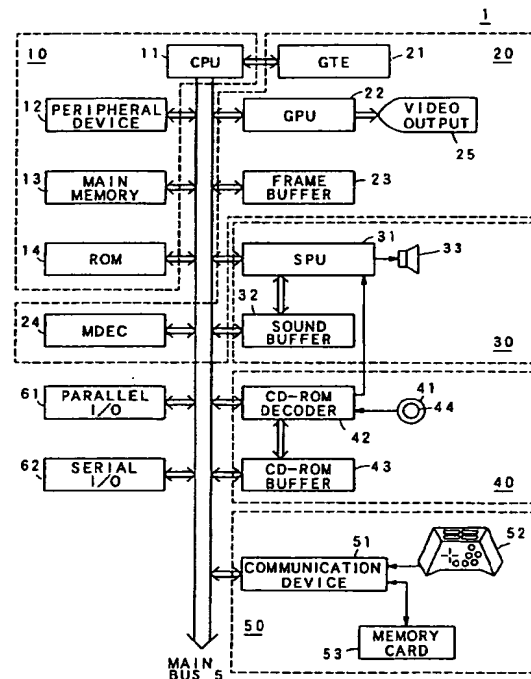 1
10
11
CPU
GTE
21
20
12
PERIPHERAL
DEVICE
GPU
22
VIDEO
OUTPUT
25
13
MAIN
MEMORY
FRAME
BUFFER
23
14
ROM
31
SPU
33
24
MDEC
32
SOUND
BUFFER
30
61
PARALLEL
I/O
CD-ROM
DECODER
42
41
44
62
SERIAL
I/O
CD-ROM
BUFFER
43
40
51
COMMUNICATION
DEVICE
52
50
53
MEMORY
CARD
MAIN
BUS 5